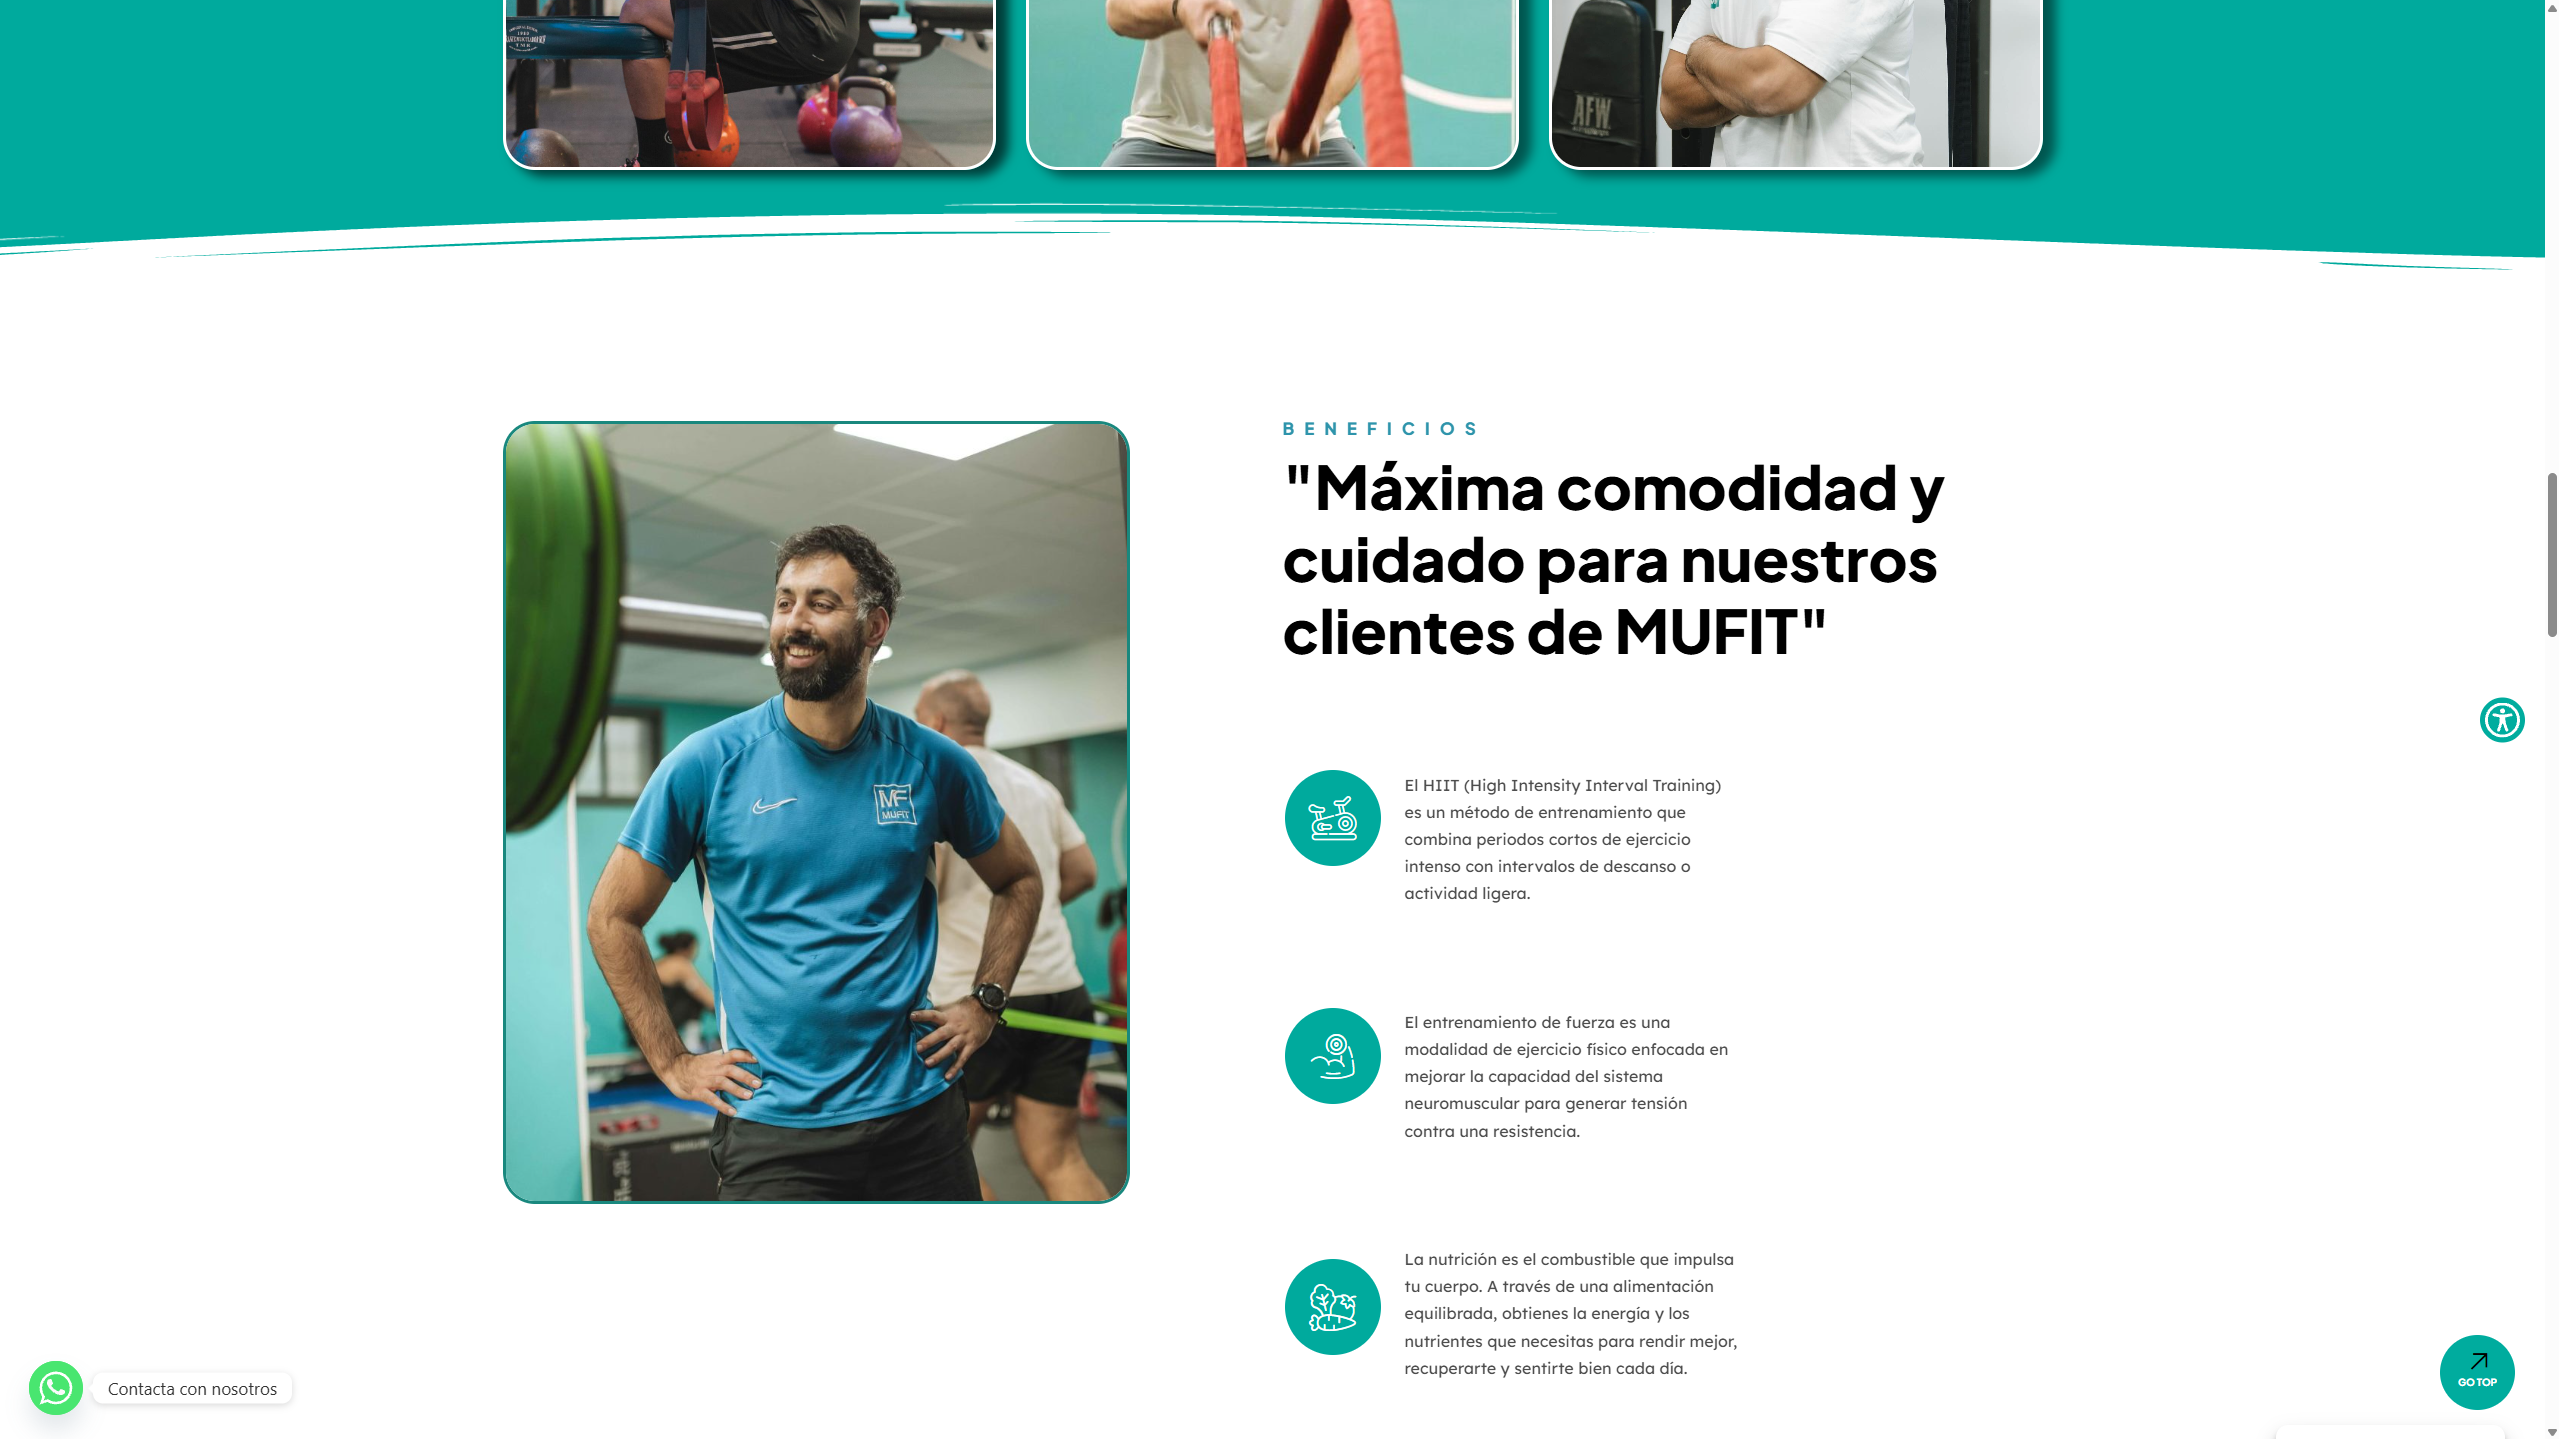 AFW
BENEFICIOS
"Máxima comodidad y
cuidado para nuestros
clientes de MUFIT"
MF
MUFIT
El HIIT (High Intensity Interval Training)
es un método de entrenamiento que
combina periodos cortos de ejercicio
intenso con intervalos de descanso o
actividad ligera.
El entrenamiento de fuerza es una
modalidad de ejercicio físico enfocada en
mejorar la capacidad del sistema
neuromuscular para generar tensión
contra una resistencia.
La nutrición es el combustible que impulsa
tu cuerpo. A través de una alimentación
equilibrada, obtienes la energía y los
nutrientes que necesitas para rendir mejor,
recuperarte y sentirte bien cada día.
Contacta con nosotros
GO TOP